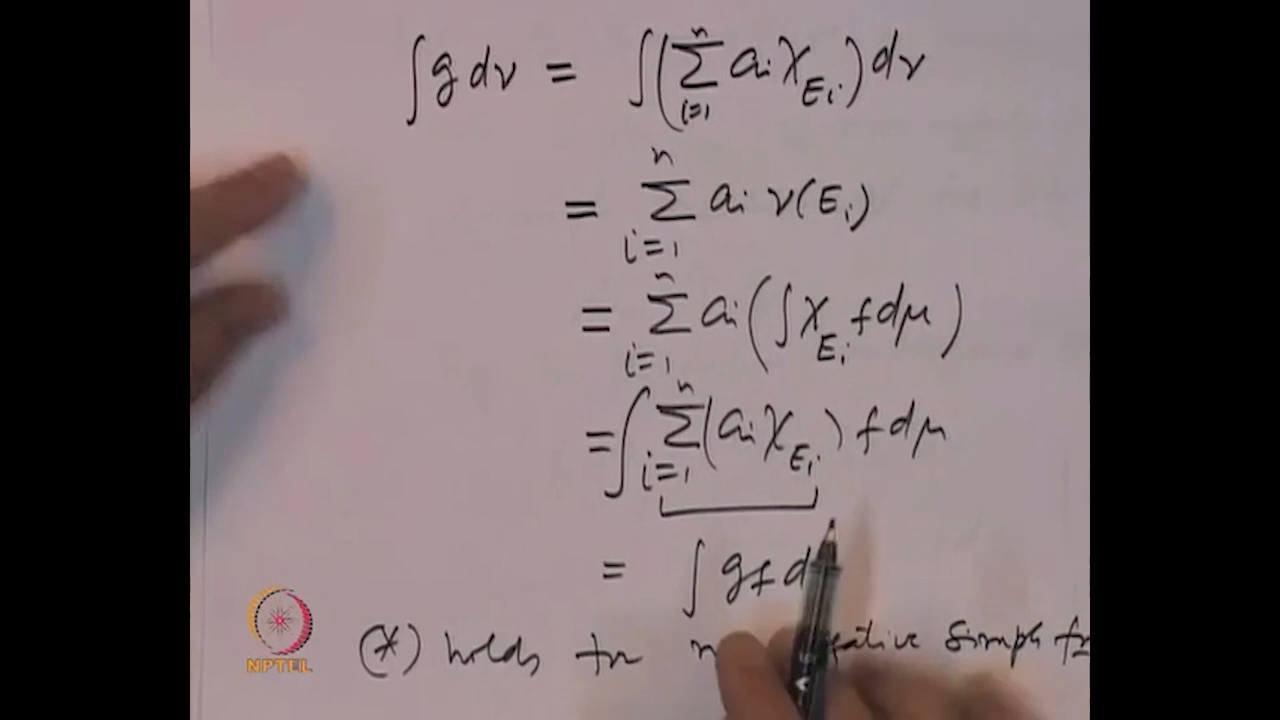 ∫g dν = ∫(∑_{i=1}^{n} a_i χ_{E_i}) dν
= ∑_{i=1}^{n} a_i ν(E_i)
= ∑_{i=1}^{n} a_i (∫χ_{E_i} f dμ)
= ∫∑_{i=1}^{n} (a_i χ_{E_i}) f dμ
= ∫ g f d
(*) holds for simple
NPTEL